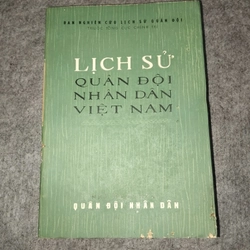 BAN NGHIÊN CỨU LỊCH SỬ QUÂN ĐỘI
LỊCH SỬ
QUÂN ĐỘI
NHÂN DÂN
VIỆT NAM
QUÂN ĐỘI NHÂN DÂN